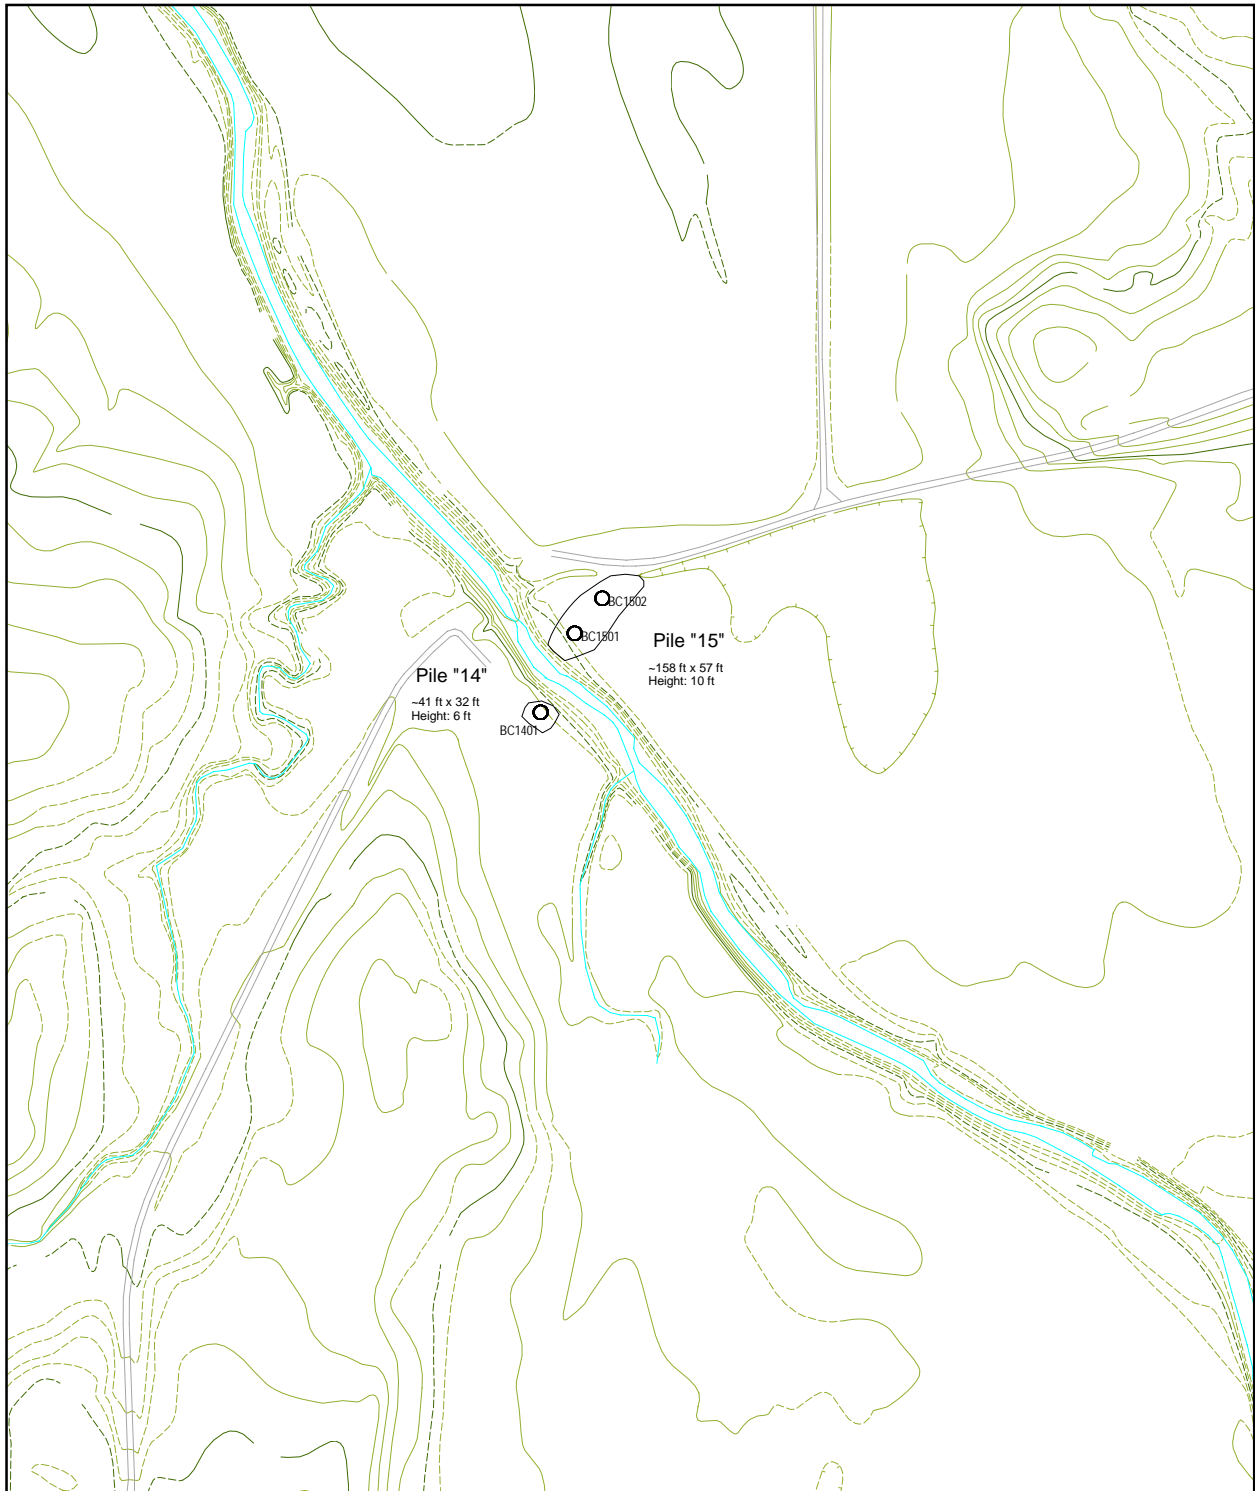 BC1502
BC1501
Pile "15"
~158 ft x 57 ft
Height: 10 ft
Pile "14"
~41 ft x 32 ft
Height: 6 ft
BC1401